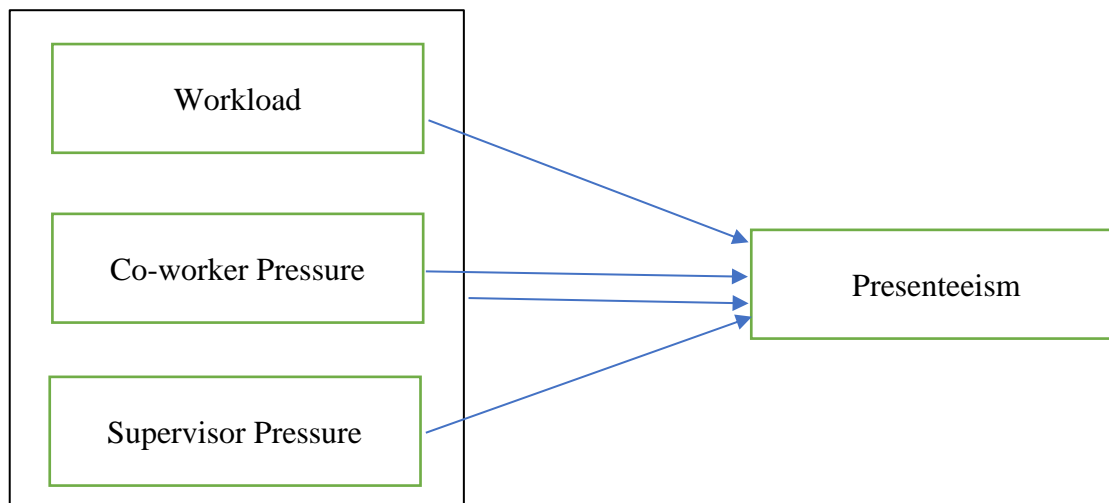 Workload
Co-worker Pressure
Presenteeism
Supervisor Pressure